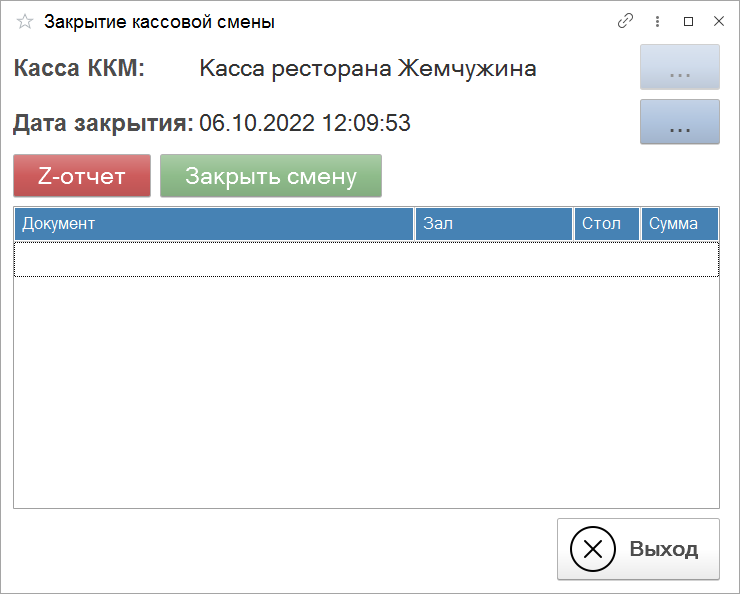 Закрытие кассовой смены
Касса ККМ: Касса ресторана Жемчужина ...
Дата закрытия: 06.10.2022 12:09:53 ...
Z-отчет Закрыть смену
Документ Зал Стол Сумма
Выход